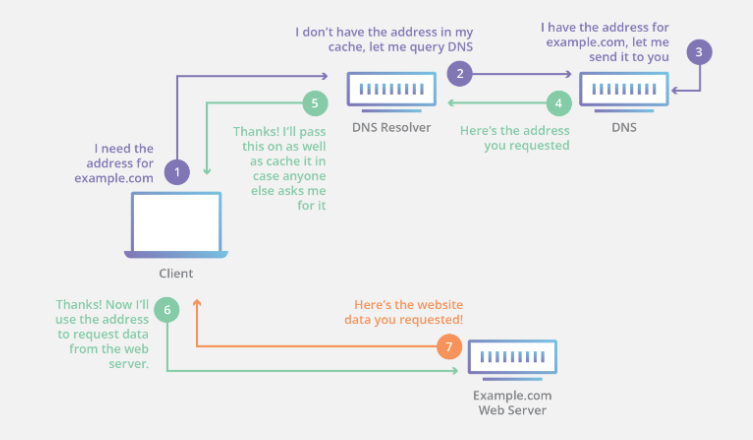 I don't have the address in my
cache, let me query DNS
I have the address for
example.com, let me
send it to you
3
2
5
4
DNS Resolver
DNS
Thanks! I'll pass
this on as well
as cache it in
case anyone
else asks me
for it
Here's the address
you requested
I need the
address for
example.com
1
Client
Thanks! Now I'll
use the address
to request data
from the web
server.
6
Here's the website
data you requested!
7
Example.com
Web Server